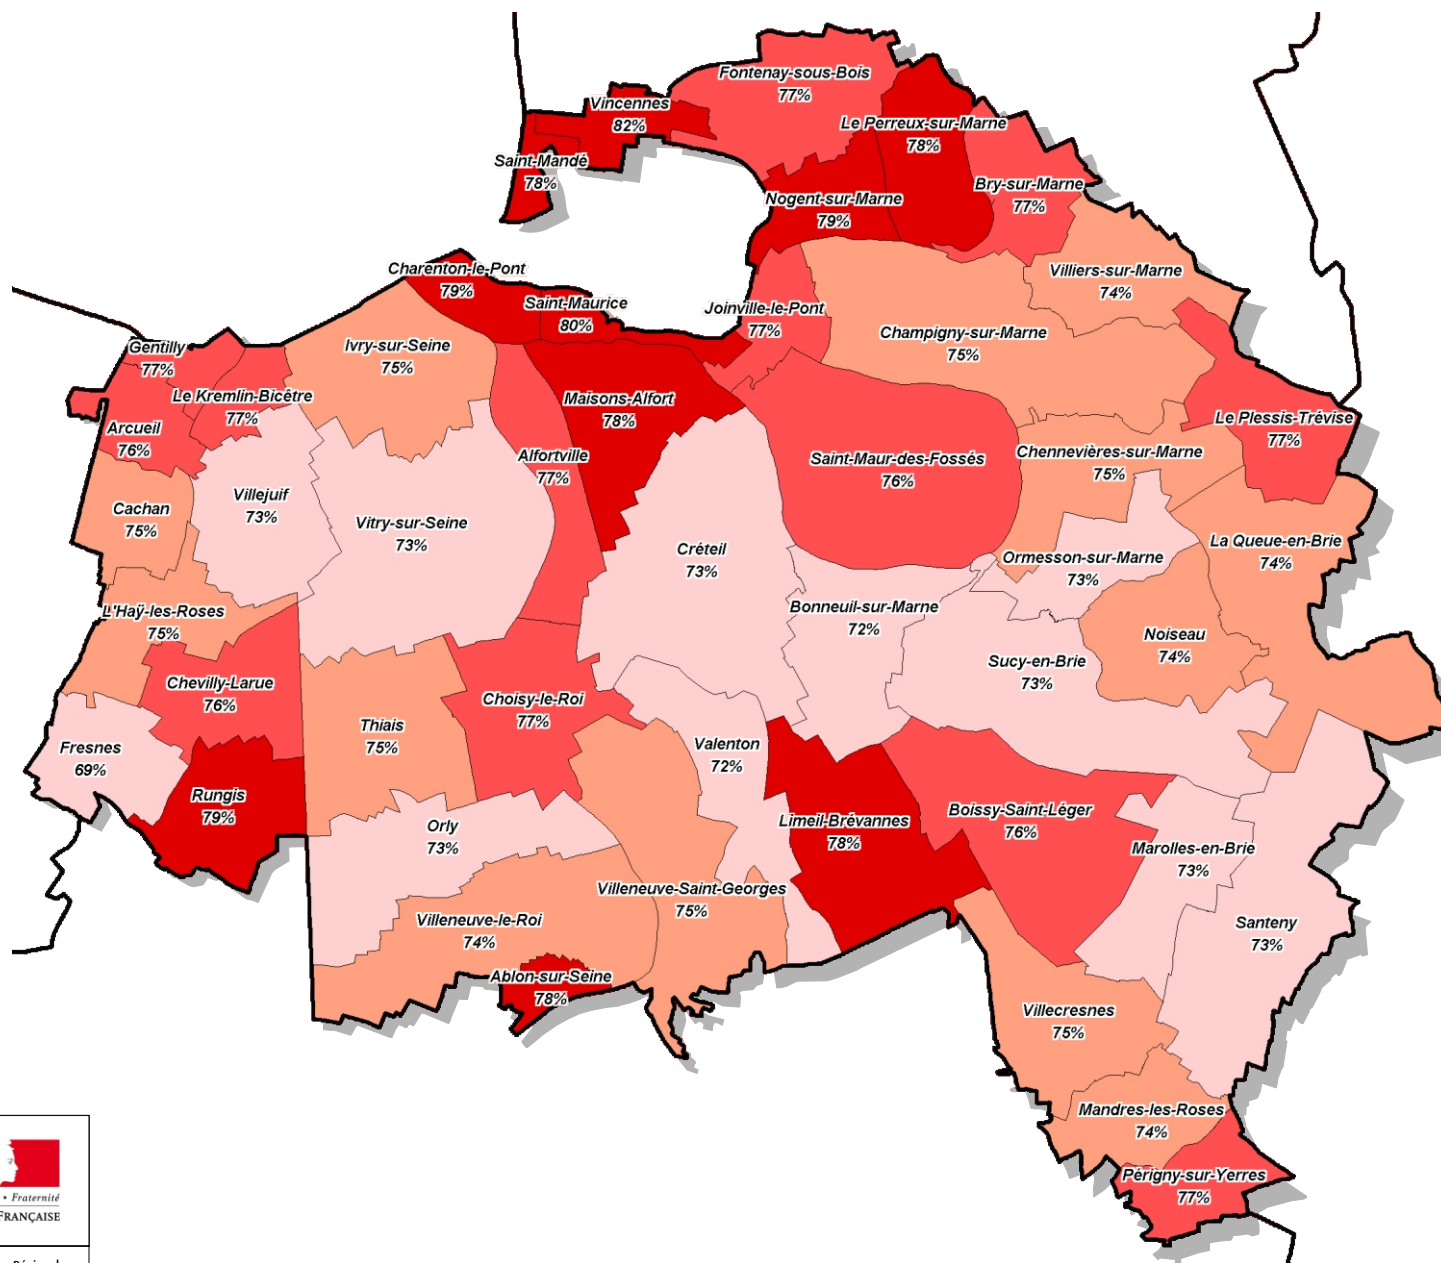 Fontenay-sous-Bois
77%
Vincennes
82%
Le Perreux-sur-Marne
78%
Saint-Mandé
78%
Bry-sur-Marne
77%
Nogent-sur-Marne
79%
Villiers-sur-Marne
74%
Charenton-le-Pont
79%
Saint-Maurice
80%
Joinville-le-Pont
77%
Champigny-sur-Marne
75%
Gentilly
77%
Ivry-sur-Seine
75%
Le Kremlin-Bicêtre
77%
Maisons-Alfort
78%
Le Plessis-Trévise
77%
Arcueil
76%
Alfortville
77%
Saint-Maur-des-Fossés
76%
Chennevières-sur-Marne
75%
Villejuif
73%
Cachan
75%
Vitry-sur-Seine
73%
Créteil
73%
La Queue-en-Brie
74%
Ormesson-sur-Marne
73%
L'Haÿ-les-Roses
75%
Bonneuil-sur-Marne
72%
Noiseau
74%
Sucy-en-Brie
73%
Chevilly-Larue
76%
Choisy-le-Roi
77%
Thiais
75%
Fresnes
69%
Valenton
72%
Rungis
79%
Orly
73%
Limeil-Brévannes
78%
Boissy-Saint-Léger
76%
Marolles-en-Brie
73%
Villeneuve-Saint-Georges
75%
Villeneuve-le-Roi
74%
Santeny
73%
Ablon-sur-Seine
78%
Villecresnes
75%
Mandres-les-Roses
74%
Périgny-sur-Yerres
77%
• Fraternité
FRANÇAISE